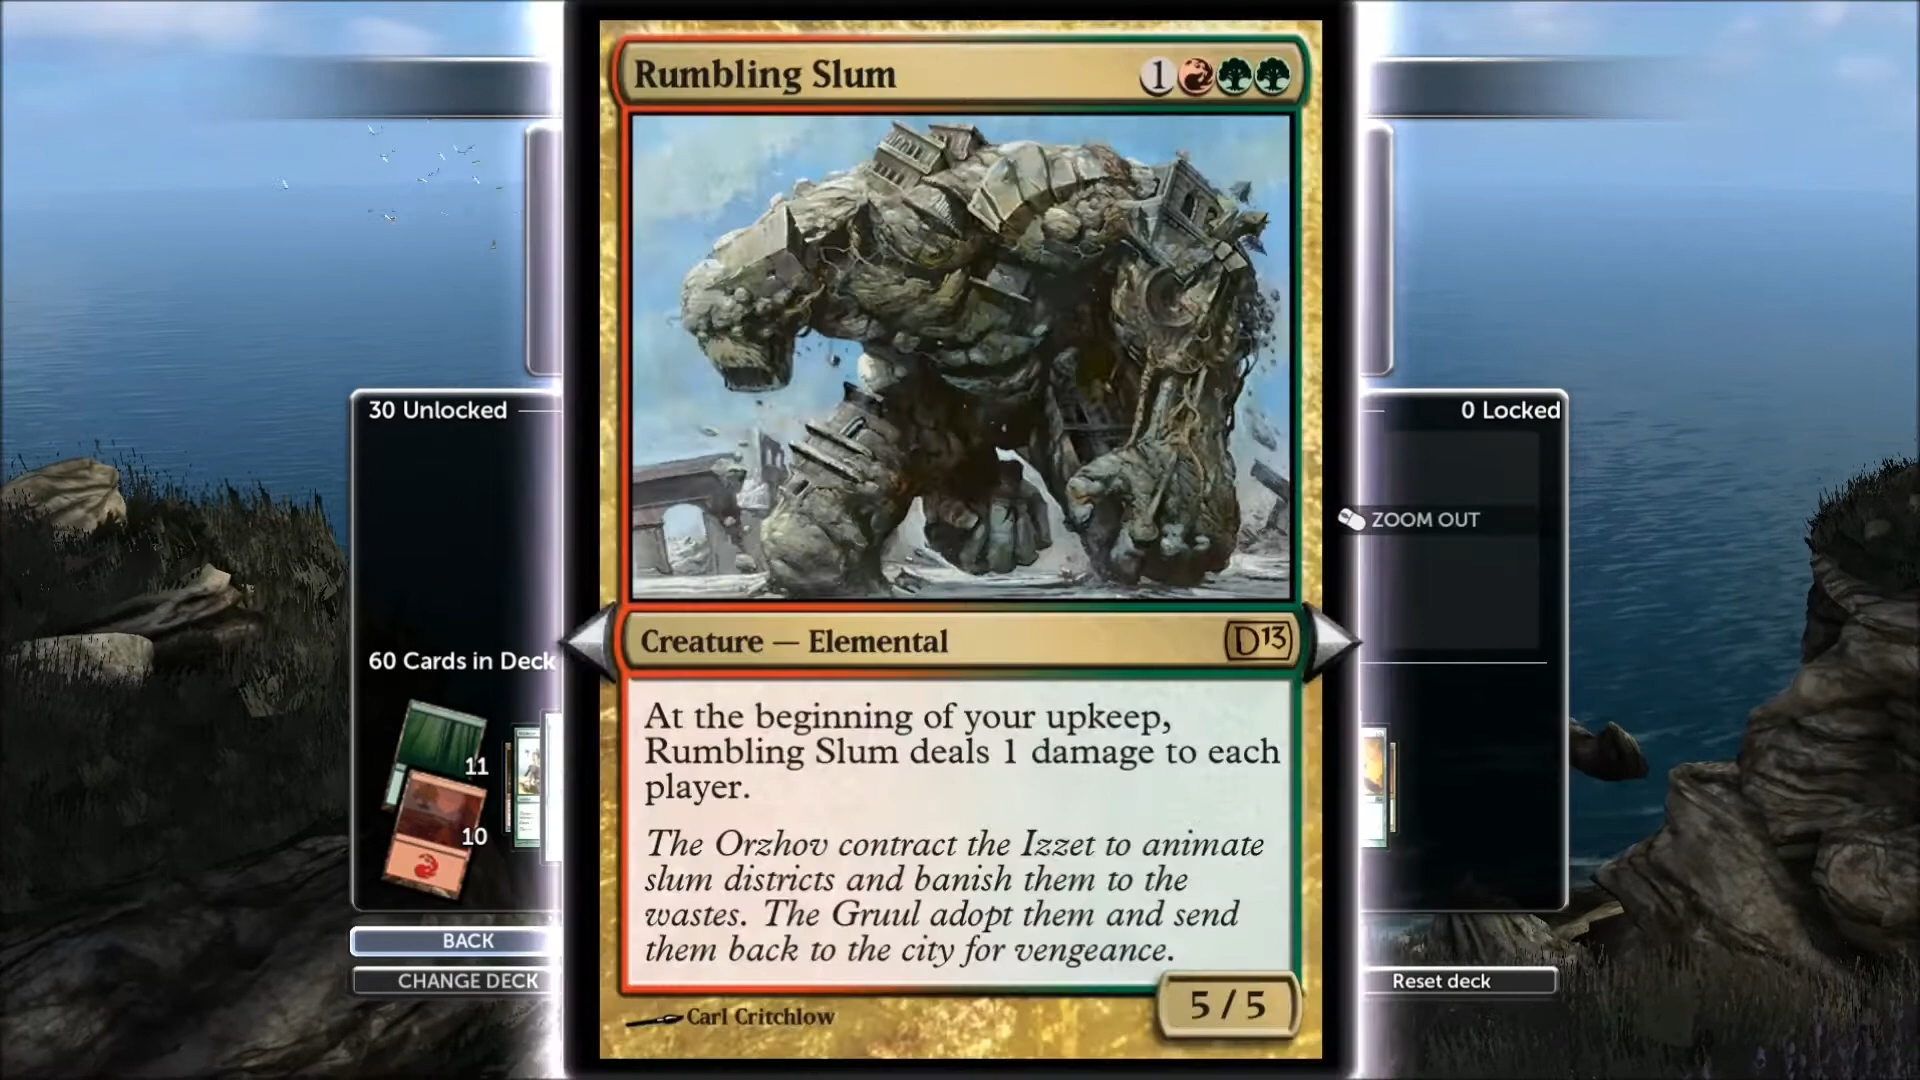 Rumbling Slum 1
30 Unlocked
0 Locked
ZOOM OUT
Creature — Elemental D13
60 Cards in Deck
At the beginning of your upkeep,
Rumbling Slum deals 1 damage to each
player.
11
10
The Orzhov contract the Izzet to animate
slum districts and banish them to the
wastes. The Gruul adopt them and send
them back to the city for vengeance.
BACK
CHANGE DECK
Reset deck
5 / 5
Carl Critchlow